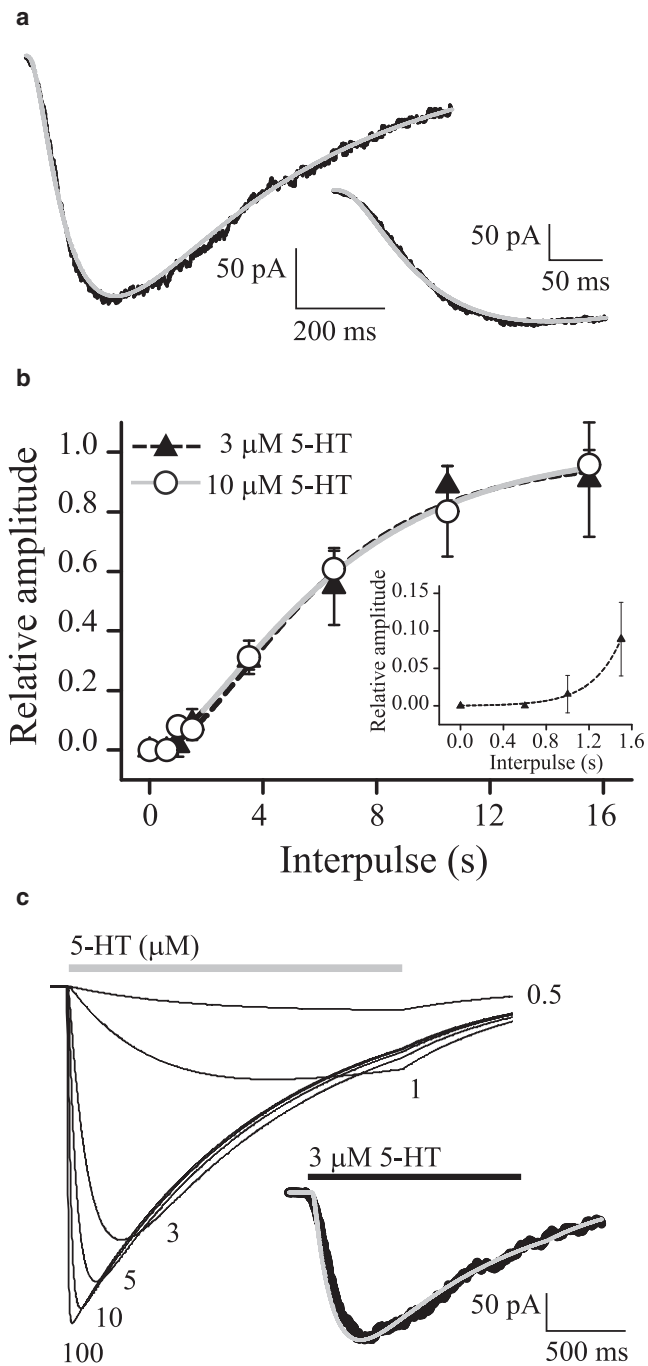 a
50 pA
200 ms
50 pA
50 ms
b
Relative amplitude
1.0
0.8
0.6
0.4
0.2
0.0
3 μM 5-HT
10 μM 5-HT
Relative amplitude
0.15
0.10
0.05
0.00
0.0 0.4 0.8 1.2 1.6
Interpulse (s)
0 4 8 12 16
Interpulse (s)
c
5-HT (μM)
0.5
1
3
5
10
100
3 μM 5-HT
50 pA
500 ms